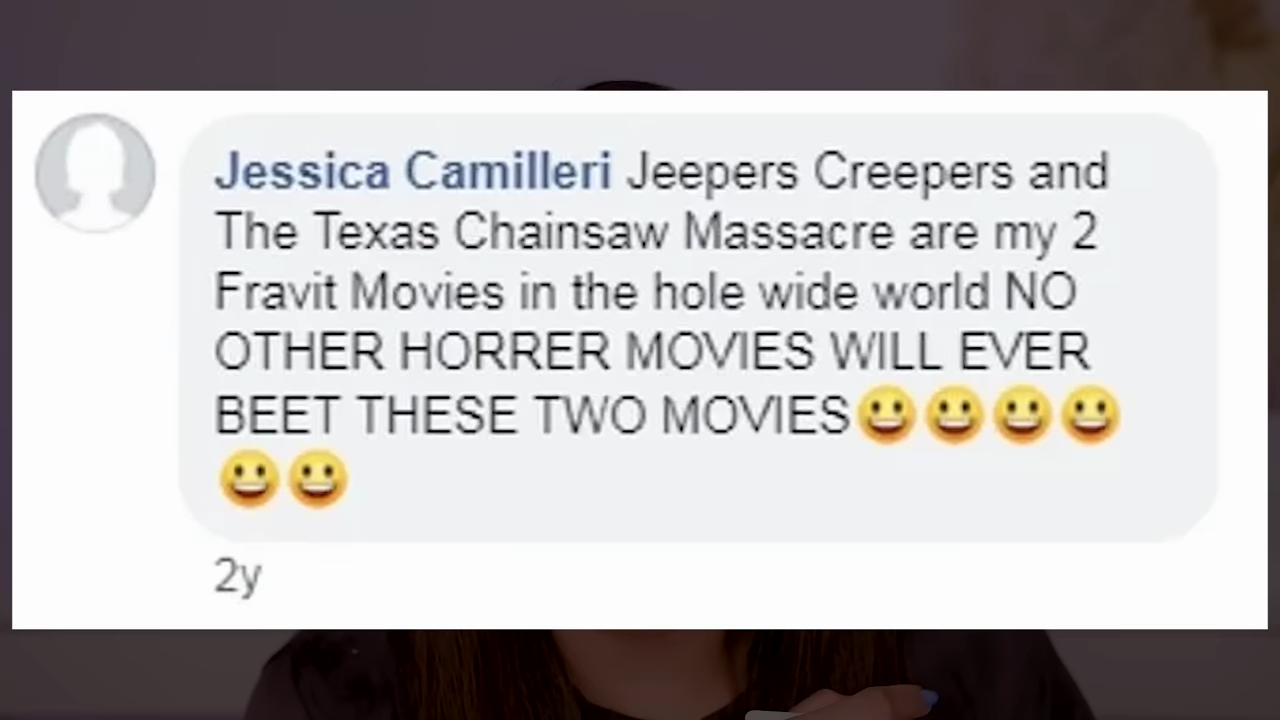 Jessica Camilleri Jeepers Creepers and
The Texas Chainsaw Massacre are my 2
Fravit Movies in the hole wide world NO
OTHER HORRER MOVIES WILL EVER
BEET THESE TWO MOVIES😀😀😀😀
😀😀
2y